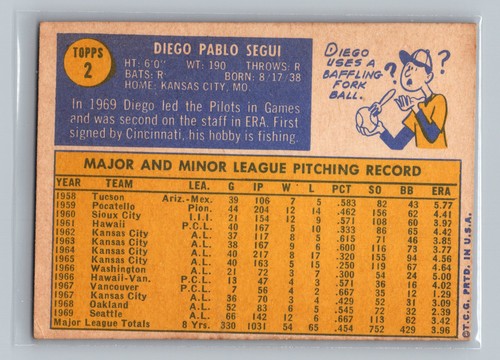 TOPPS
2
DIEGO PABLO SEGUI
HT: 6'0" WT: 190 THROWS: R
BATS: R BORN: 8/17/38
HOME: KANSAS CITY, MO.
In 1969 Diego led the Pilots in Games
and was second on the staff in ERA. First
signed by Cincinnati, his hobby is fishing.
DIEGO
USES A
BAFFLING
FORK
BALL.
? ?
MAJOR AND MINOR LEAGUE PITCHING RECORD
YEAR TEAM LEA. G IP W L PCT SO BB ERA
1958 Tucson Ariz.-Mex. 39 106 7 5 .583 82 43 5.77
1959 Pocatello Pion. 44 204 12 14 .462 156 62 4.41
1960 Sioux City I.I.I. 21 154 12 9 .571 108 60 3.97
1961 Hawaii P.C.L. 40 167 5 10 .333 86 65 4.42
1962 Kansas City A.L. 37 117 8 5 .615 71 46 3.85
1963 Kansas City A.L. 38 167 9 6 .600 116 73 3.77
1964 Kansas City A.L. 40 217 8 17 .320 155 94 4.56
1965 Kansas City A.L. 40 163 5 15 .250 119 67 4.64
1966 Washington A.L. 21 72 3 7 .300 54 24 5.00
1966 Hawaii-Van. P.C.L. 13 47 4 3 .571 36 16 4.02
1967 Vancouver P.C.L. 7 56 4 2 .667 36 12 1.61
1967 Kansas City A.L. 36 70 3 4 .429 52 31 3.09
1968 Oakland A.L. 52 83 6 5 .545 72 32 2.39
1969 Seattle A.L. 66 142 12 6 .667 113 61 3.36
Major League Totals 8 Yrs. 330 1031 54 65 .454 752 429 3.96
©T.C.G. PRTD. IN U.S.A.